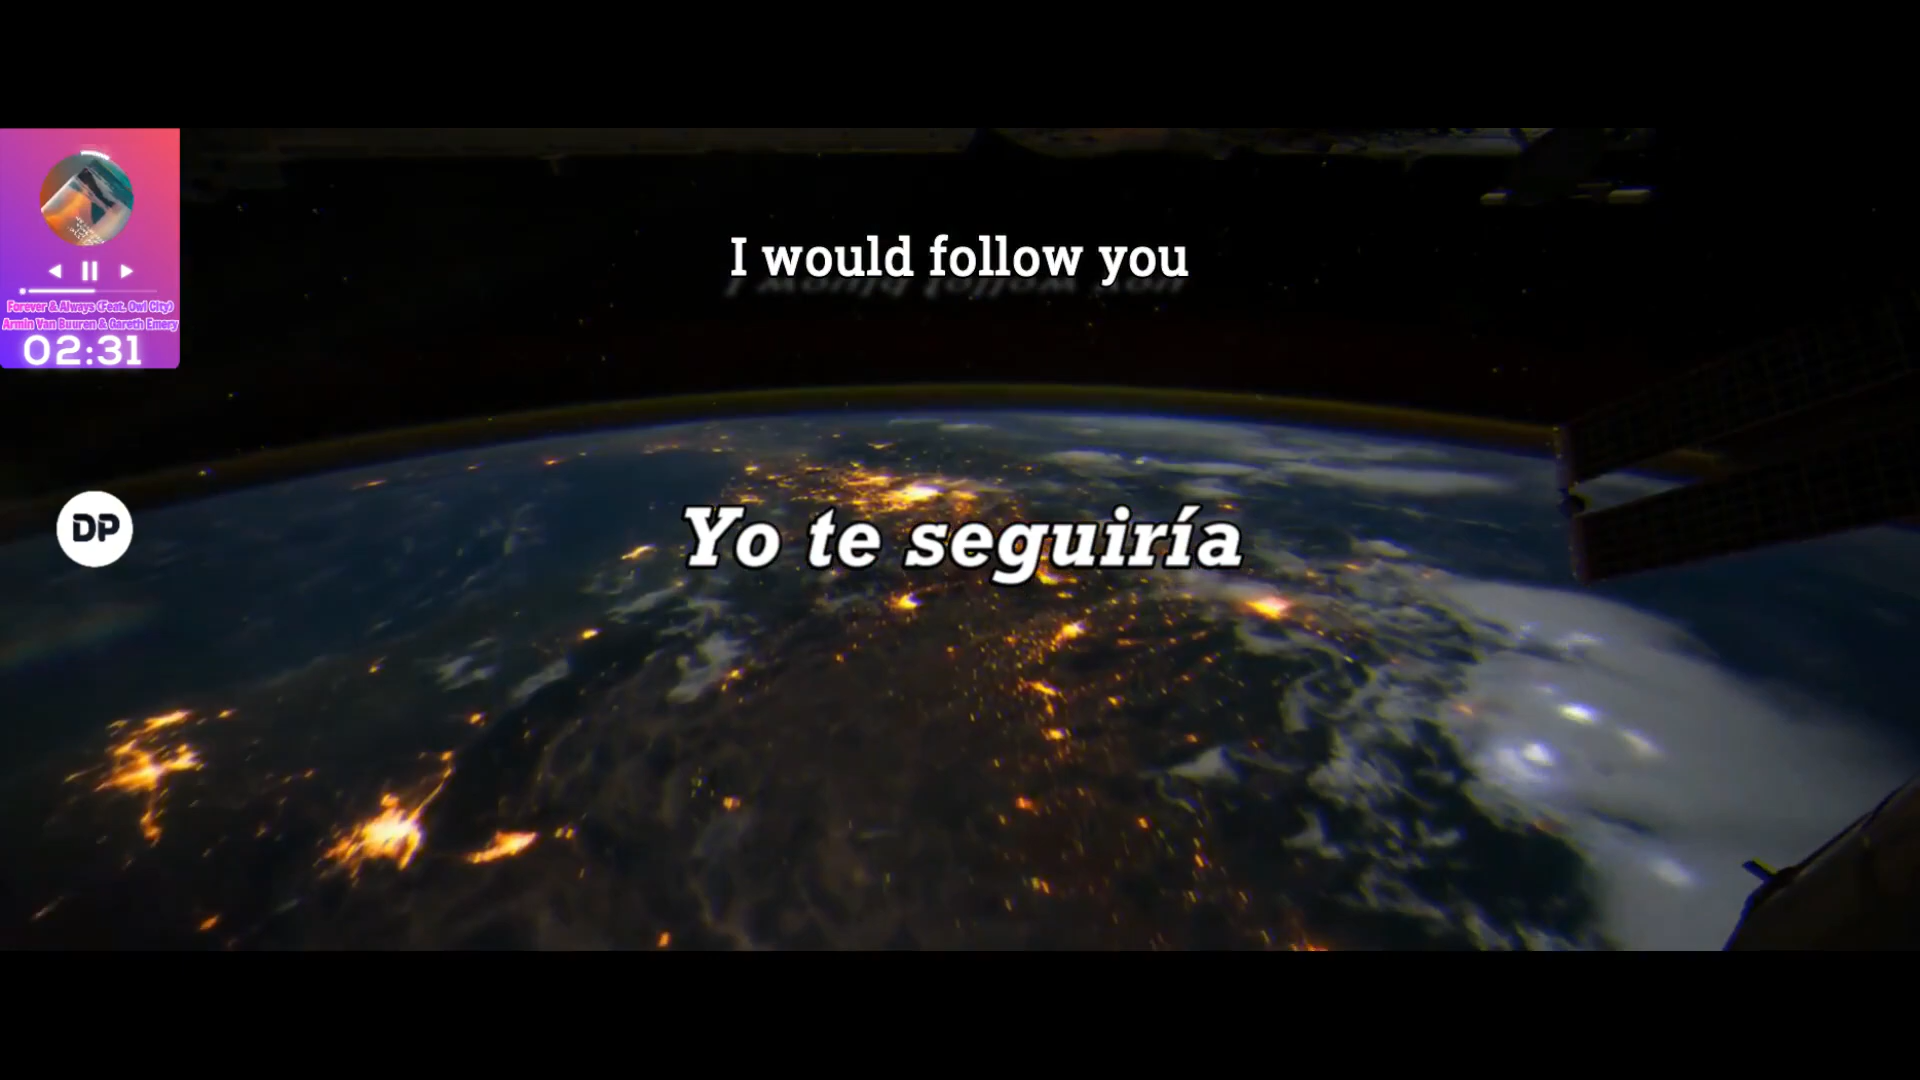 I would follow you
Forever & Always (Feat. Owl City)
Armin Van Buuren & Gareth Emery
02:31
DP
Yo te seguiría